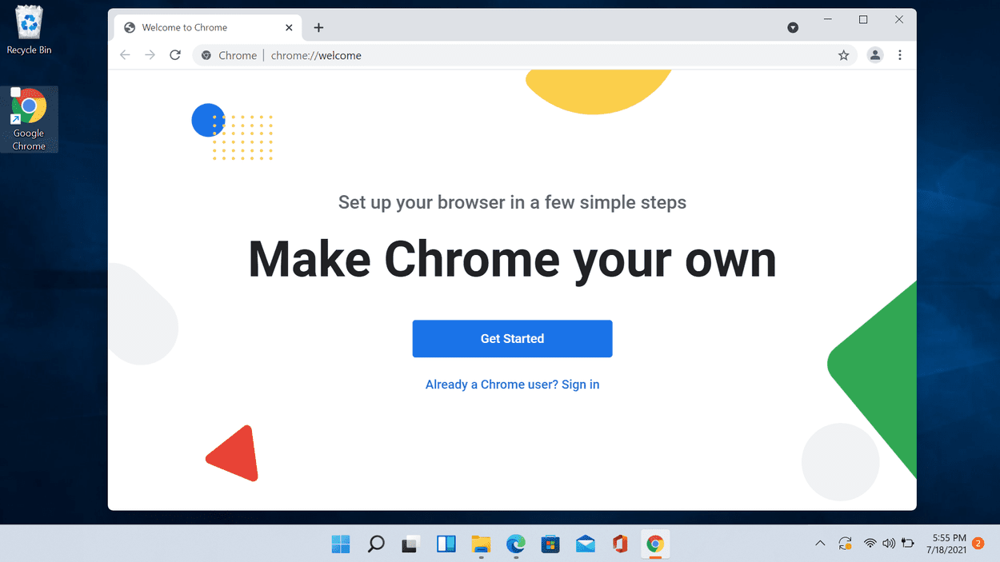 Recycle Bin
Google
Chrome
Welcome to Chrome
Chrome | chrome://welcome
Set up your browser in a few simple steps
Make Chrome your own
Get Started
Already a Chrome user? Sign in
5:55 PM
7/18/2021
2